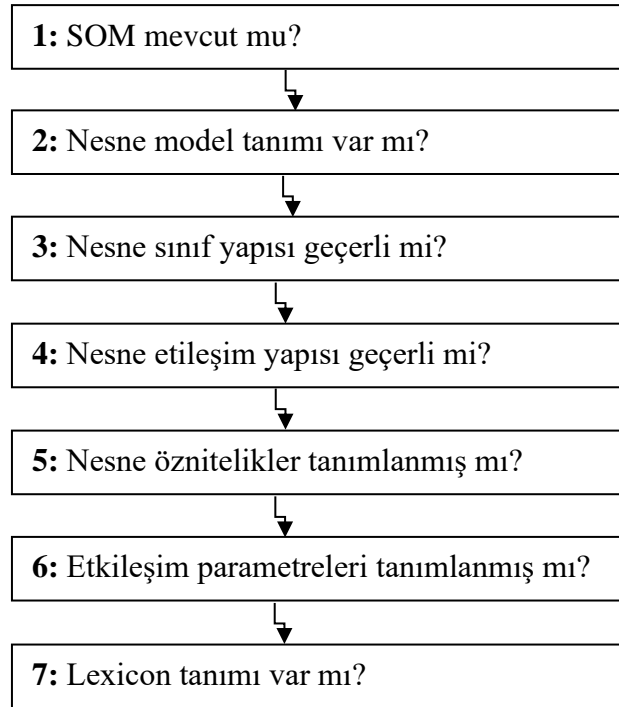 1: SOM mevcut mu?
2: Nesne model tanımı var mı?
3: Nesne sınıf yapısı geçerli mi?
4: Nesne etileşim yapısı geçerli mi?
5: Nesne öznitelikler tanımlanmış mı?
6: Etkileşim parametreleri tanımlanmış mı?
7: Lexicon tanımı var mı?